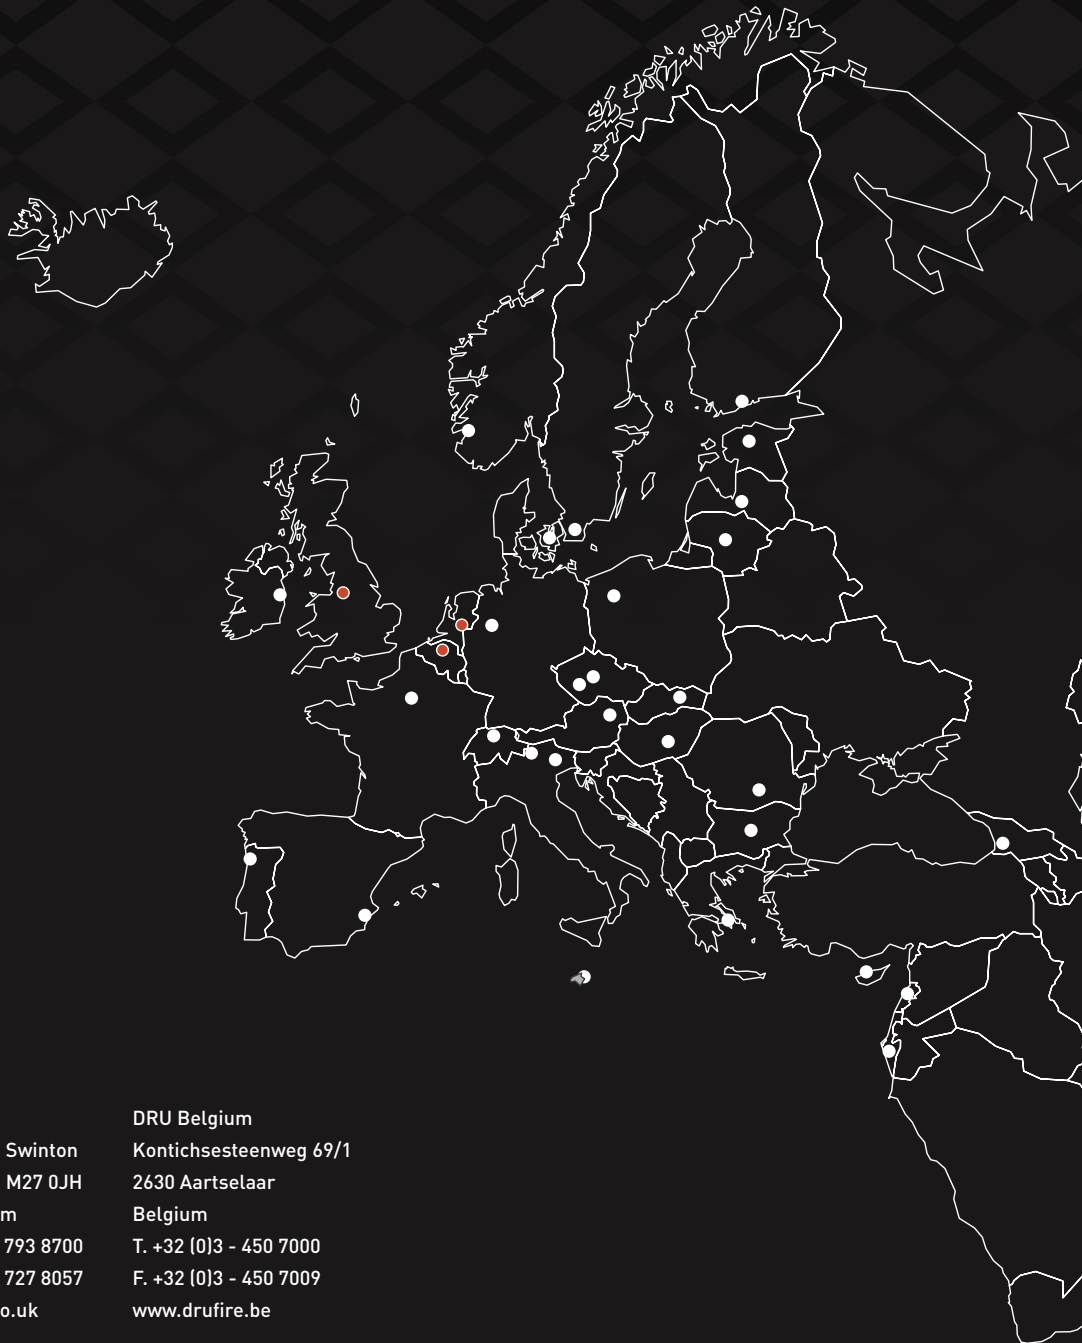 Swinton
M27 0JH
m
793 8700
727 8057
o.uk
DRU Belgium
Kontichsesteenweg 69/1
2630 Aartselaar
Belgium
T. +32 (0)3 - 450 7000
F. +32 (0)3 - 450 7009
www.drufire.be